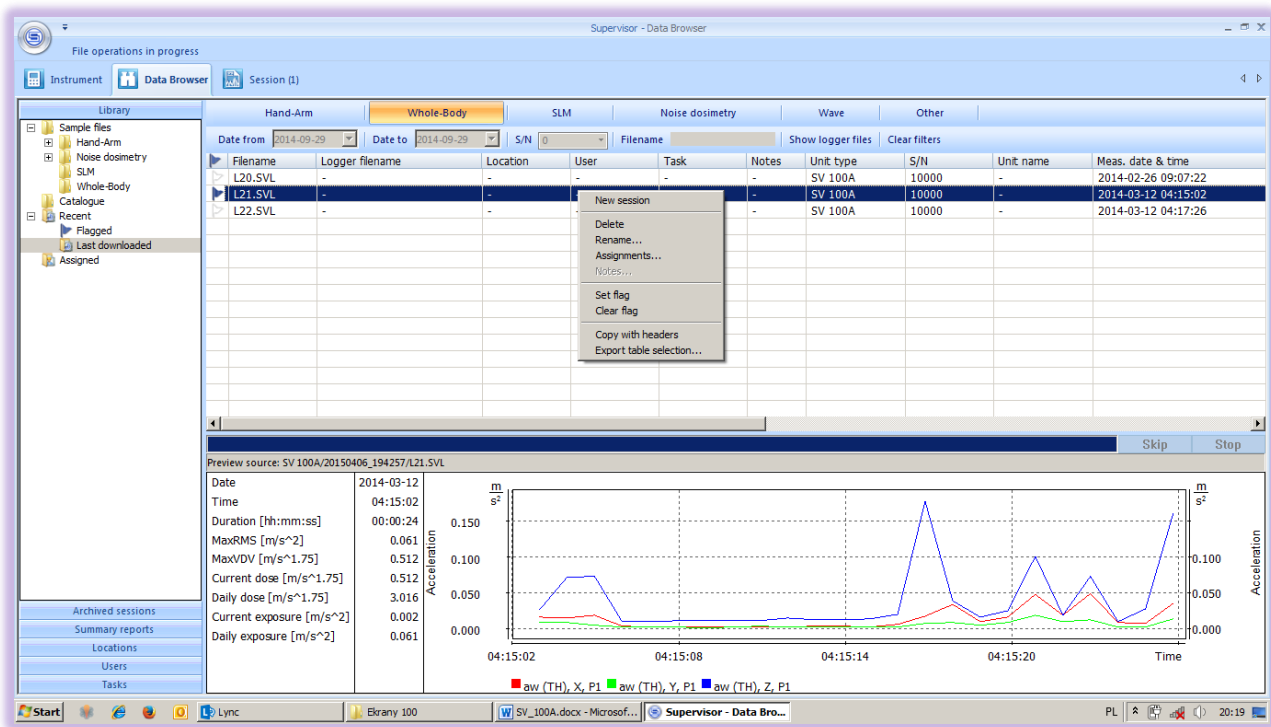 Supervisor - Data Browser
File operations in progress
Instrument Data Browser Session (1)
Library
Sample files
Hand-Arm
Noise dosimetry
SLM
Whole-Body
Catalogue
Recent
Flagged
Last downloaded
Assigned
Archived sessions
Summary reports
Locations
Users
Tasks
Hand-Arm Whole-Body SLM Noise dosimetry Wave Other
Date from 2014-09-29 Date to 2014-09-29 S/N 0 Filename Show logger files Clear filters
Filename Logger filename Location User Task Notes Unit type S/N Unit name Meas. date & time
L20.SVL - - - - - SV 100A 10000 - 2014-02-26 09:07:22
L21.SVL - - - SV 100A 10000 - 2014-03-12 04:15:02
L22.SVL - - - SV 100A 10000 - 2014-03-12 04:17:26
New session
Delete
Rename...
Assignments...
Notes...
Set flag
Clear flag
Copy with headers
Export table selection...
Skip Stop
Preview source: SV 100A/20150406_194257/L21.SVL
Date 2014-03-12
Time 04:15:02
Duration [hh:mm:ss] 00:00:24
MaxRMS [m/s^2] 0.061
MaxVDV [m/s^1.75] 0.512
Current dose [m/s^1.75] 0.512
Daily dose [m/s^1.75] 3.016
Current exposure [m/s^2] 0.002
Daily exposure [m/s^2] 0.061
m
s²
Acceleration
0.150
0.100
0.050
0.000
m
s²
Acceleration
0.100
0.050
0.000
04:15:02 04:15:08 04:15:14 04:15:20 Time
aw (TH), X, P1 aw (TH), Y, P1 aw (TH), Z, P1
Start Lync Ekrany 100 SV_100A.docx - Microsof... Supervisor - Data Bro... PL 20:19